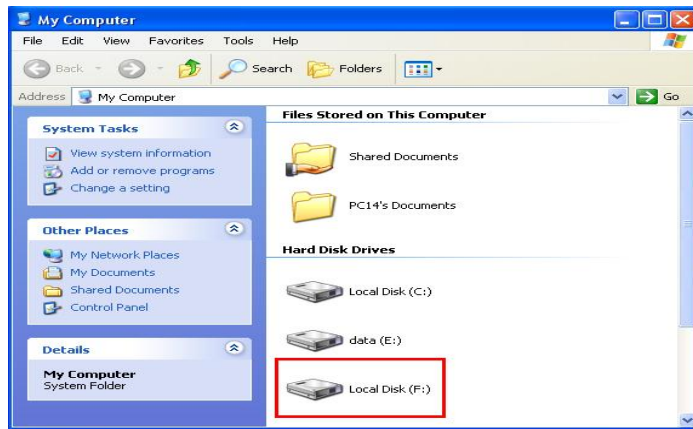 My Computer
File Edit View Favorites Tools Help
Back Search Folders
Address My Computer Go
System Tasks
View system information
Add or remove programs
Change a setting
Other Places
My Network Places
My Documents
Shared Documents
Control Panel
Details
My Computer
System Folder
Files Stored on This Computer
Shared Documents
PC14's Documents
Hard Disk Drives
Local Disk (C:)
data (E:)
Local Disk (F:)